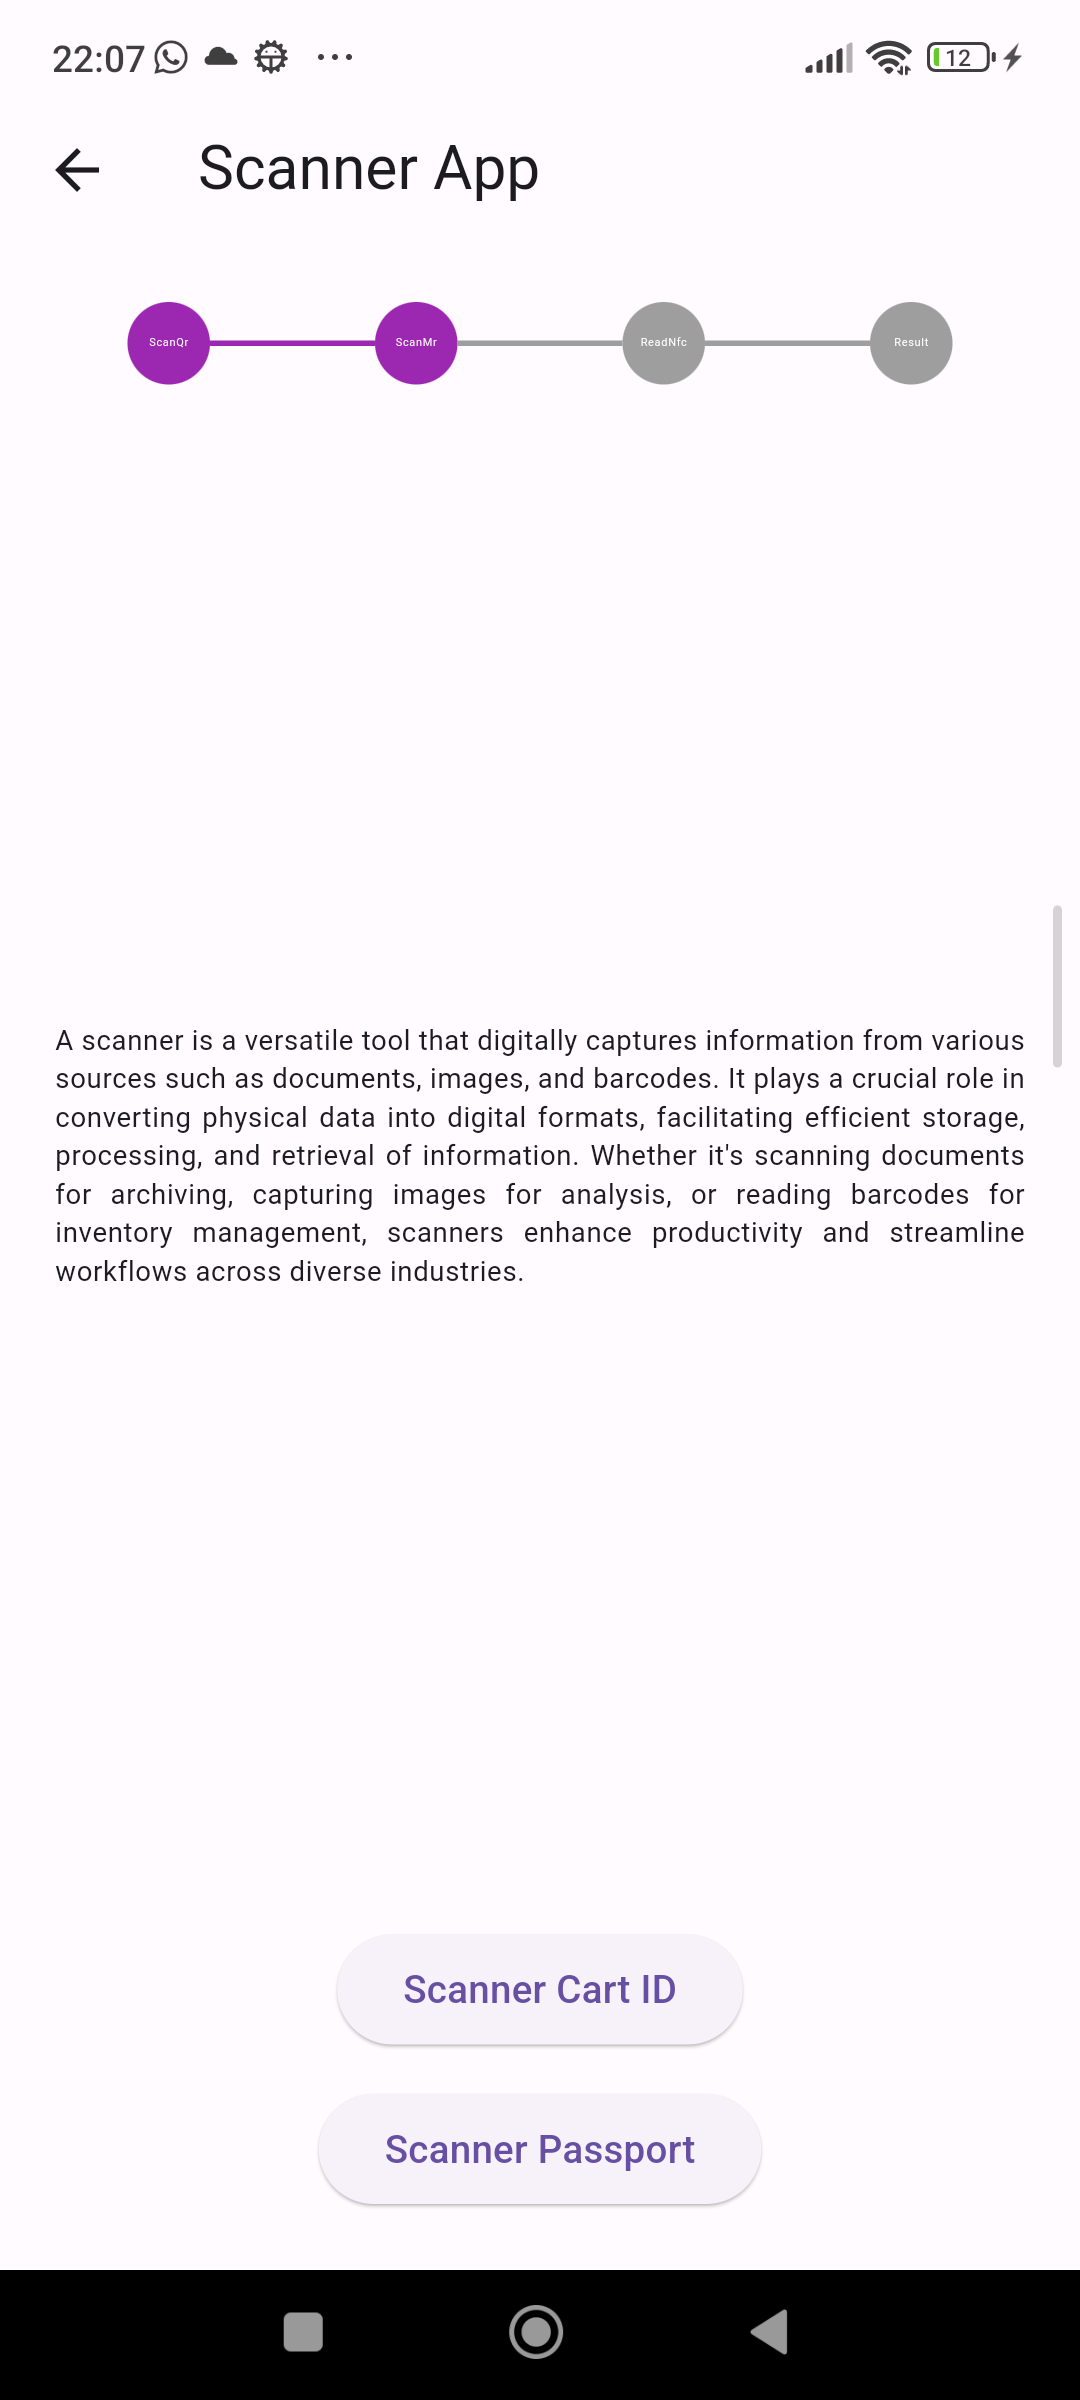 22:07
12
Scanner App
ScanQr ScanMr ReadNfc Result
A scanner is a versatile tool that digitally captures information from various
sources such as documents, images, and barcodes. It plays a crucial role in
converting physical data into digital formats, facilitating efficient storage,
processing, and retrieval of information. Whether it's scanning documents
for archiving, capturing images for analysis, or reading barcodes for
inventory management, scanners enhance productivity and streamline
workflows across diverse industries.
Scanner Cart ID
Scanner Passport